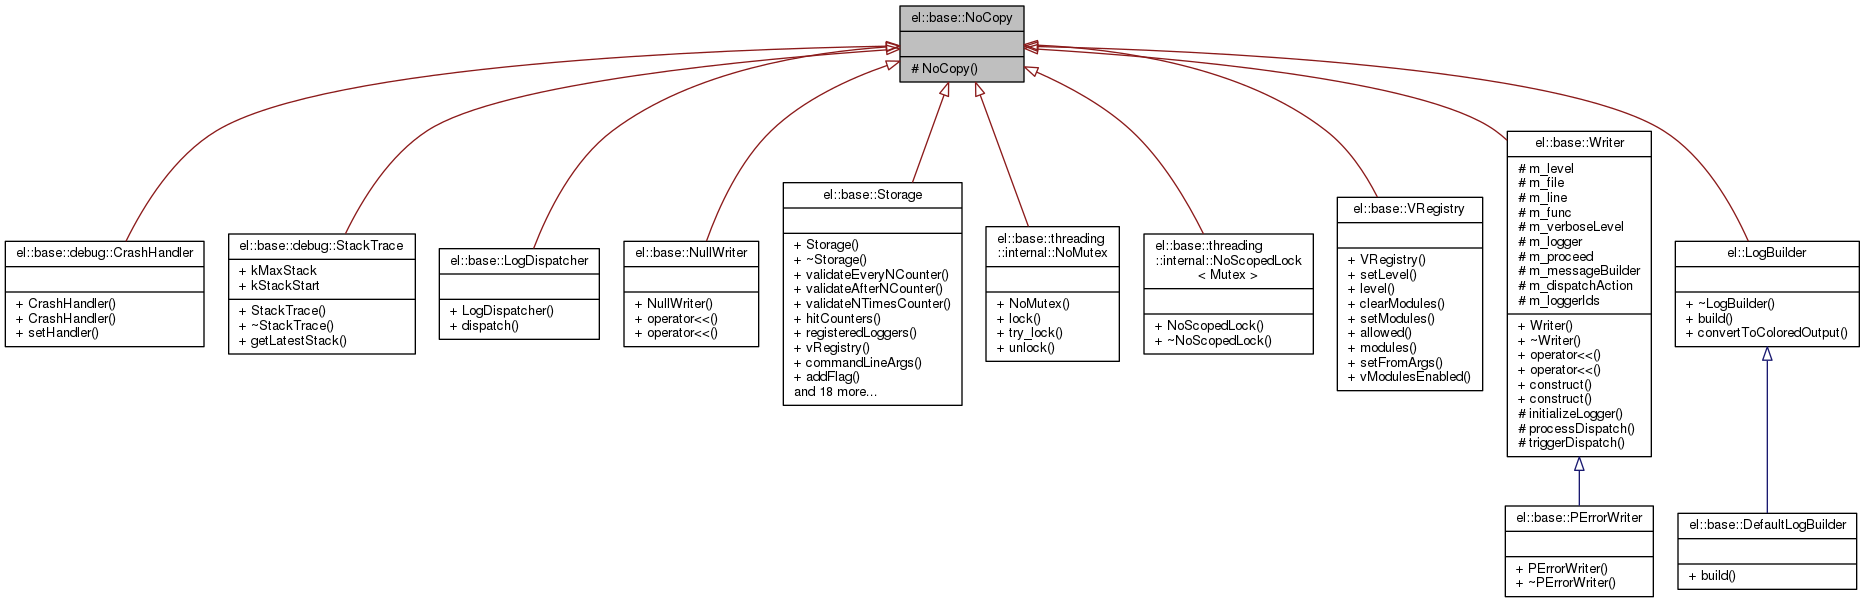 el::base::NoCopy
# NoCopy()
el::base::debug::CrashHandler
+ CrashHandler()
+ CrashHandler()
+ setHandler()
el::base::debug::StackTrace
+ kMaxStack
+ kStackStart
+ StackTrace()
+ ~StackTrace()
+ getLatestStack()
el::base::LogDispatcher
+ LogDispatcher()
+ dispatch()
el::base::NullWriter
+ NullWriter()
+ operator<<()
+ operator<<()
el::base::Storage
+ Storage()
+ ~Storage()
+ validateEveryNCounter()
+ validateAfterNCounter()
+ validateNTimesCounter()
+ hitCounters()
+ registeredLoggers()
+ vRegistry()
+ commandLineArgs()
+ addFlag()
and 18 more...
el::base::threading
::internal::NoMutex
+ NoMutex()
+ lock()
+ try_lock()
+ unlock()
el::base::threading
::internal::NoScopedLock
< Mutex >
+ NoScopedLock()
+ ~NoScopedLock()
el::base::VRegistry
+ VRegistry()
+ setLevel()
+ level()
+ clearModules()
+ setModules()
+ allowed()
+ modules()
+ setFromArgs()
+ vModulesEnabled()
el::base::Writer
# m_level
# m_file
# m_line
# m_func
# m_verboseLevel
# m_logger
# m_proceed
# m_messageBuilder
# m_dispatchAction
# m_loggerIds
+ Writer()
+ ~Writer()
+ operator<<()
+ operator<<()
+ construct()
+ construct()
# initializeLogger()
# processDispatch()
# triggerDispatch()
el::LogBuilder
+ ~LogBuilder()
+ build()
+ convertToColoredOutput()
el::base::PErrorWriter
+ PErrorWriter()
+ ~PErrorWriter()
el::base::DefaultLogBuilder
+ build()